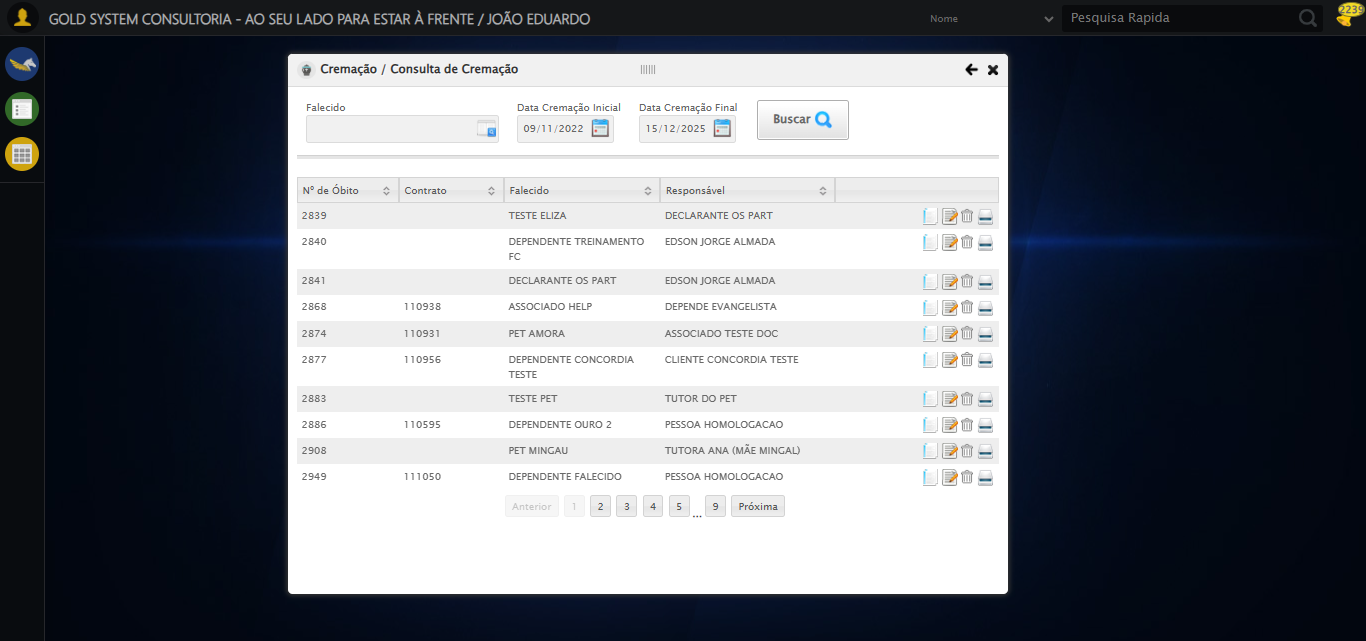 GOLD SYSTEM CONSULTORIA - AO SEU LADO PARA ESTAR À FRENTE / JOÃO EDUARDO
Nome
Pesquisa Rapida
2239
Cremação / Consulta de Cremação
Falecido
Data Cremação Inicial
Data Cremação Final
09/11/2022
15/12/2025
Buscar
Nº de Óbito Contrato Falecido Responsável
2839 TESTE ELIZA DECLARANTE OS PART
2840 DEPENDENTE TREINAMENTO EDSON JORGE ALMADA
FC
2841 DECLARANTE OS PART EDSON JORGE ALMADA
2868 110938 ASSOCIADO HELP DEPENDE EVANGELISTA
2874 110931 PET AMORA ASSOCIADO TESTE DOC
2877 110956 DEPENDENTE CONCORDIA CLIENTE CONCORDIA TESTE
TESTE
2883 TESTE PET TUTOR DO PET
2886 110595 DEPENDENTE OURO 2 PESSOA HOMOLOGACAO
2908 PET MINGAU TUTORA ANA (MÃE MINGAL)
2949 111050 DEPENDENTE FALECIDO PESSOA HOMOLOGACAO
Anterior 1 2 3 4 5 ... 9 Próxima